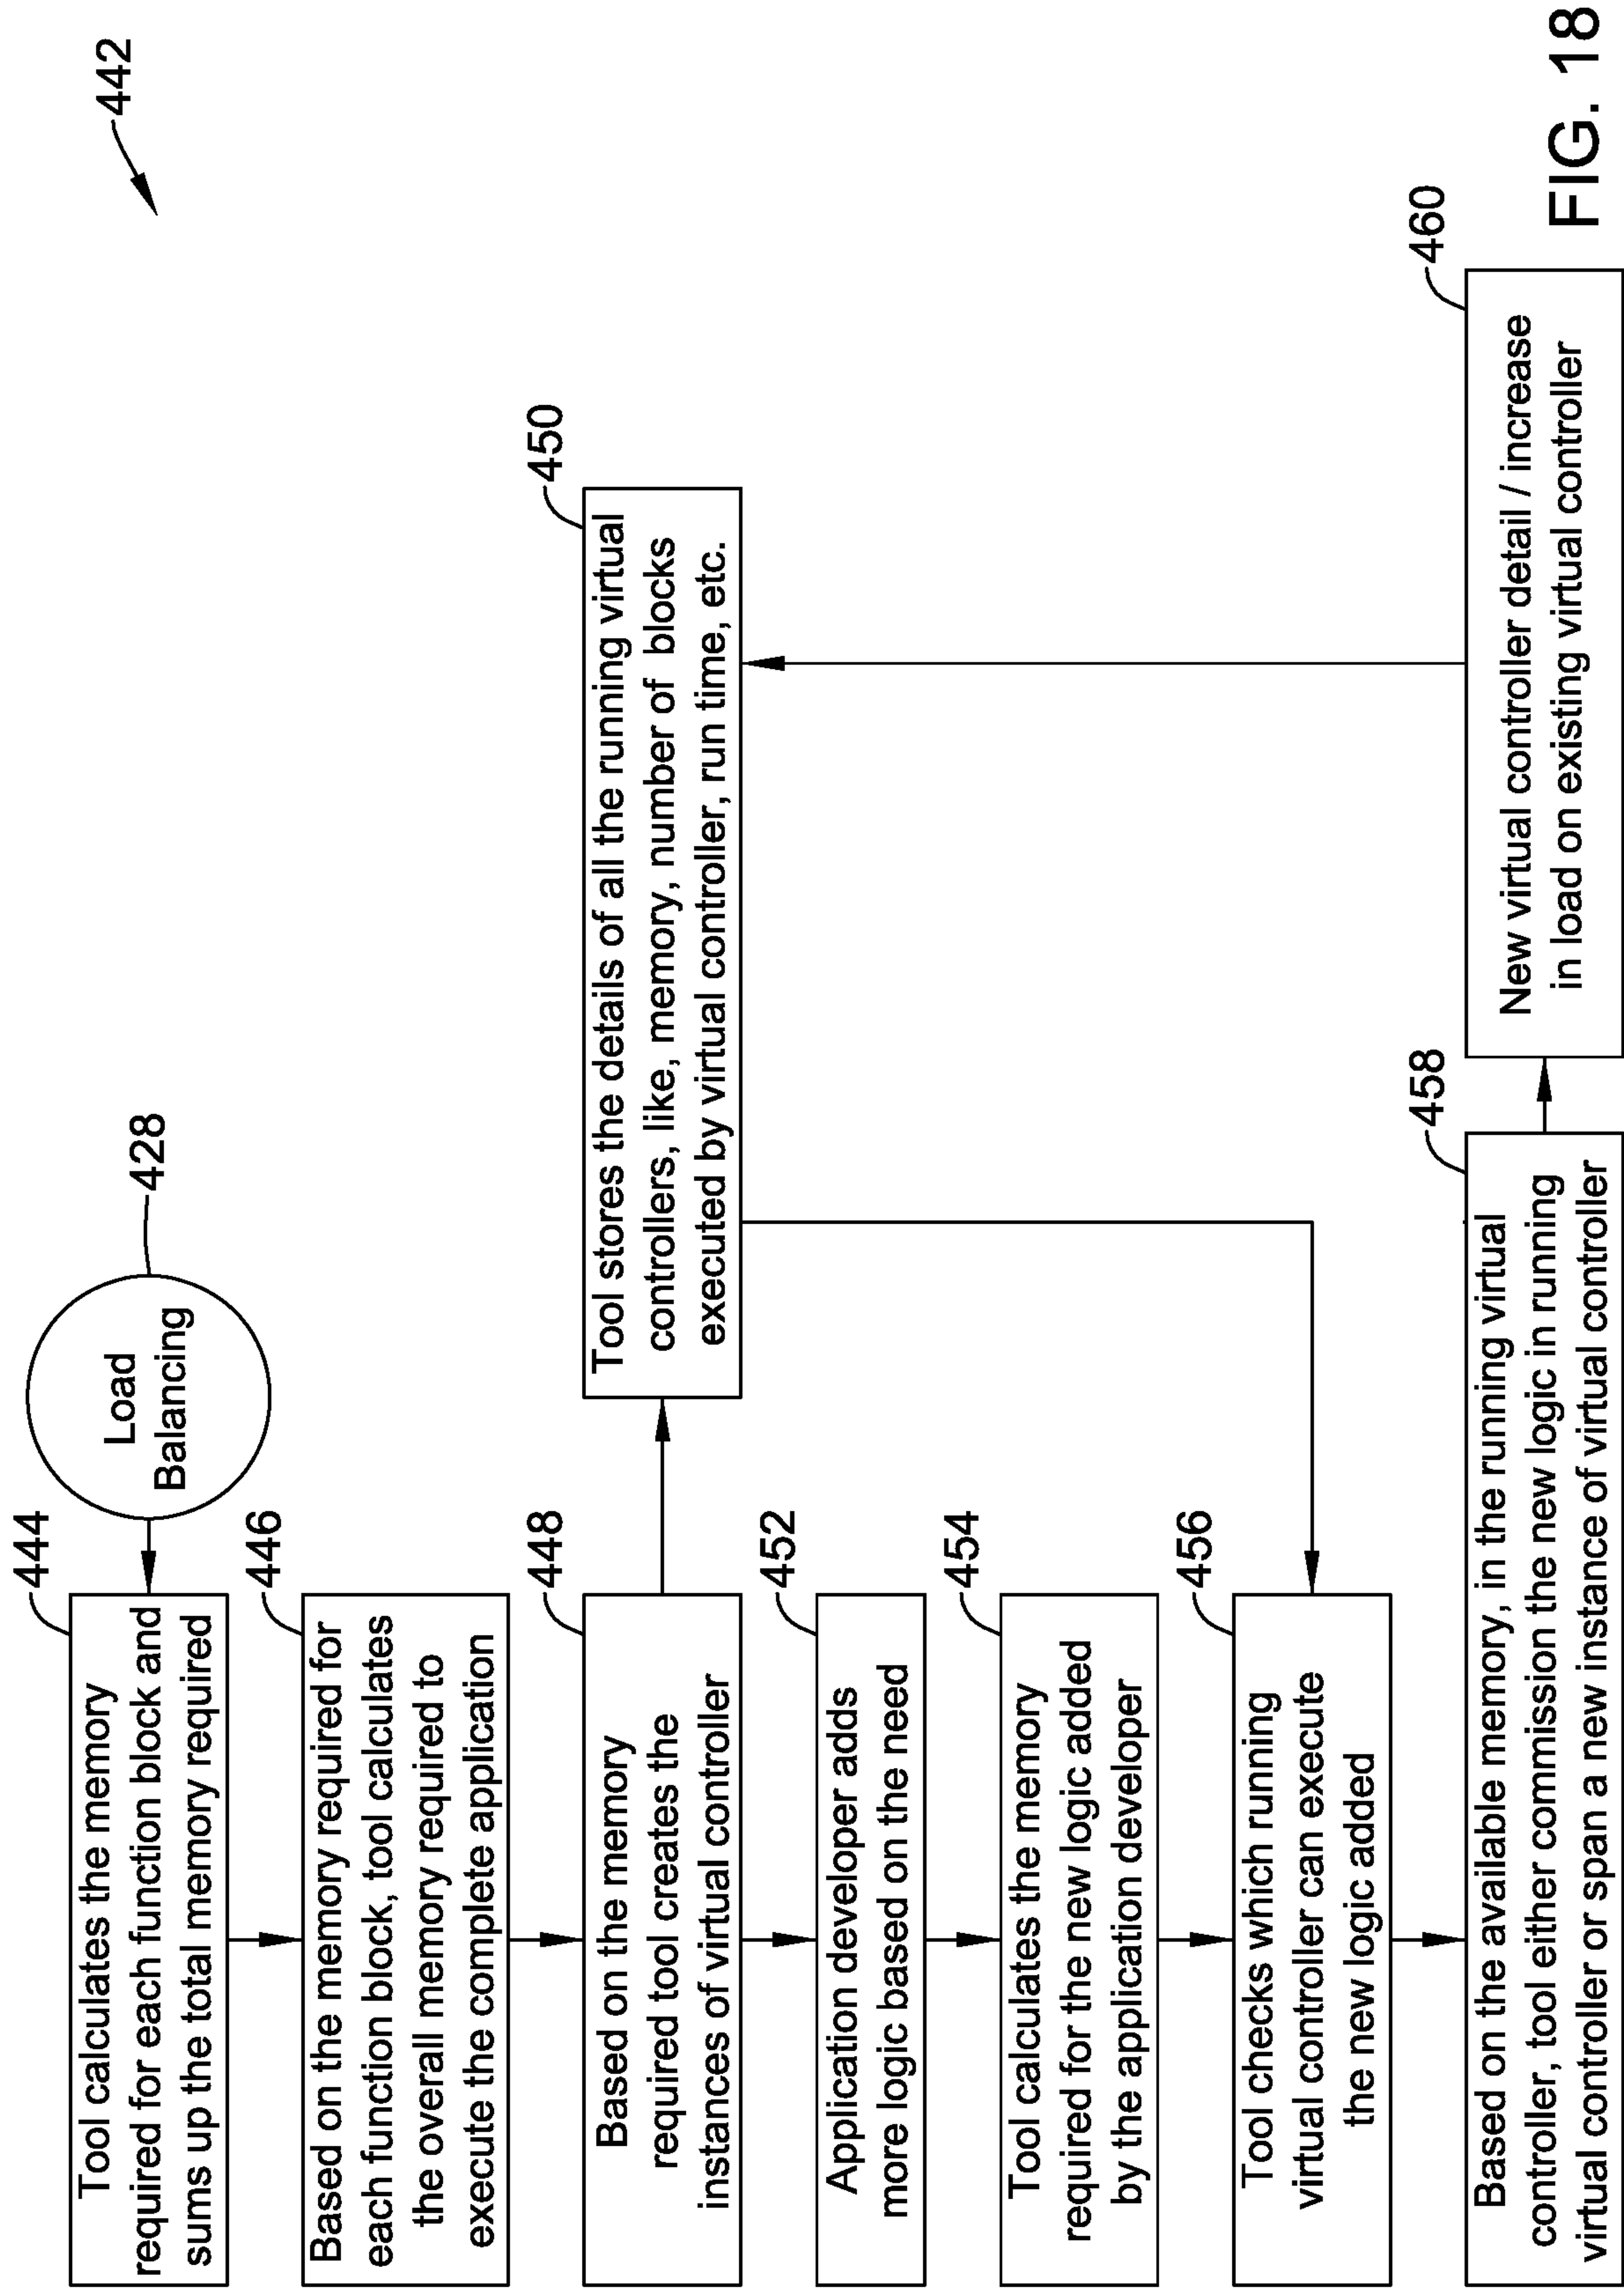 442
428
Load
Balancing
444
Tool calculates the memory
required for each function block and
sums up the total memory required
446
Based on the memory required for
each function block, tool calculates
the overall memory required to
execute the complete application
448
Based on the memory
required tool creates the
instances of virtual controller
450
Tool stores the details of all the running virtual
controllers, like, memory, number of blocks
executed by virtual controller, run time, etc.
452
Application developer adds
more logic based on the need
454
Tool calculates the memory
required for the new logic added
by the application developer
456
Tool checks which running
virtual controller can execute
the new logic added
458
Based on the available memory, in the running virtual
controller, tool either commission the new logic in running
virtual controller or span a new instance of virtual controller
460
New virtual controller detail / increase
in load on existing virtual controller
FIG. 18